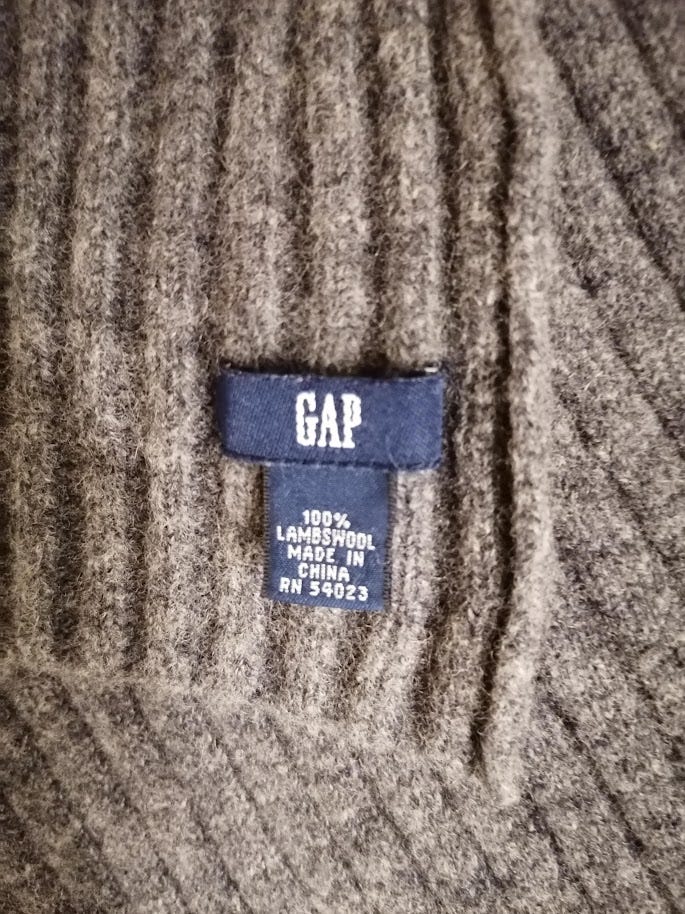 GAP
100%
LAMBSWOOL
MADE IN
CHINA
RN 54023